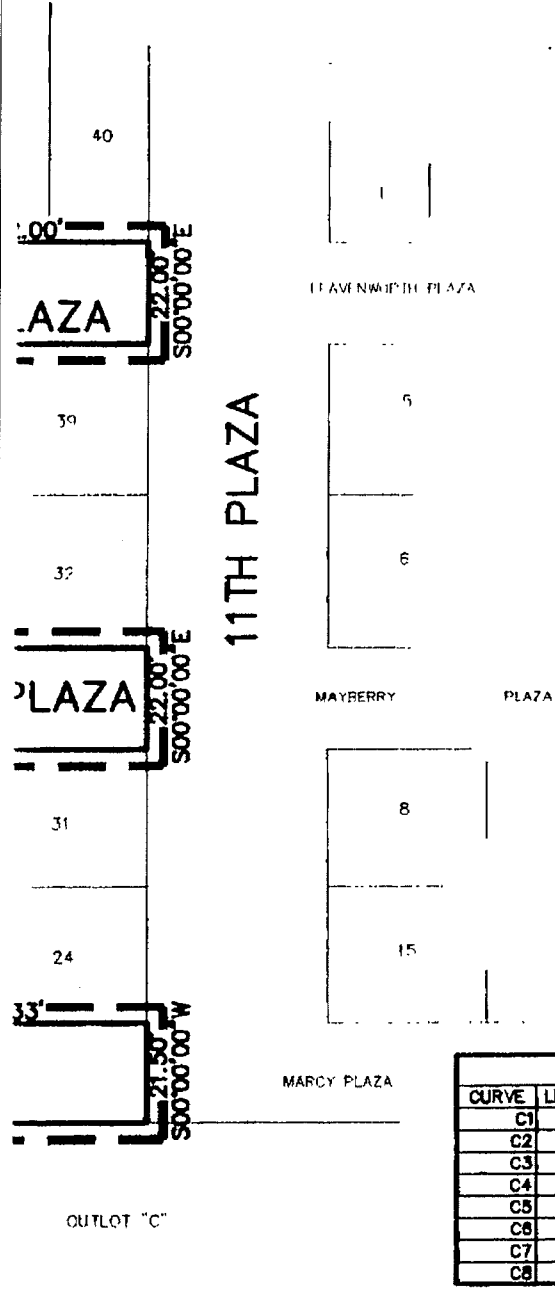 40
.00'
22.00'
S00°00'00"E
LEAVENWORTH PLAZA
AZA
39
5
11TH PLAZA
32
6
22.00'
S00°00'00"E
PLAZA
MAYBERRY PLAZA
31
8
24
15
33'
21.50'
S00°00'00"W
MARCY PLAZA
CURVE
C1
C2
C3
C4
C5
C6
C7
C8
OUTLOT "C"